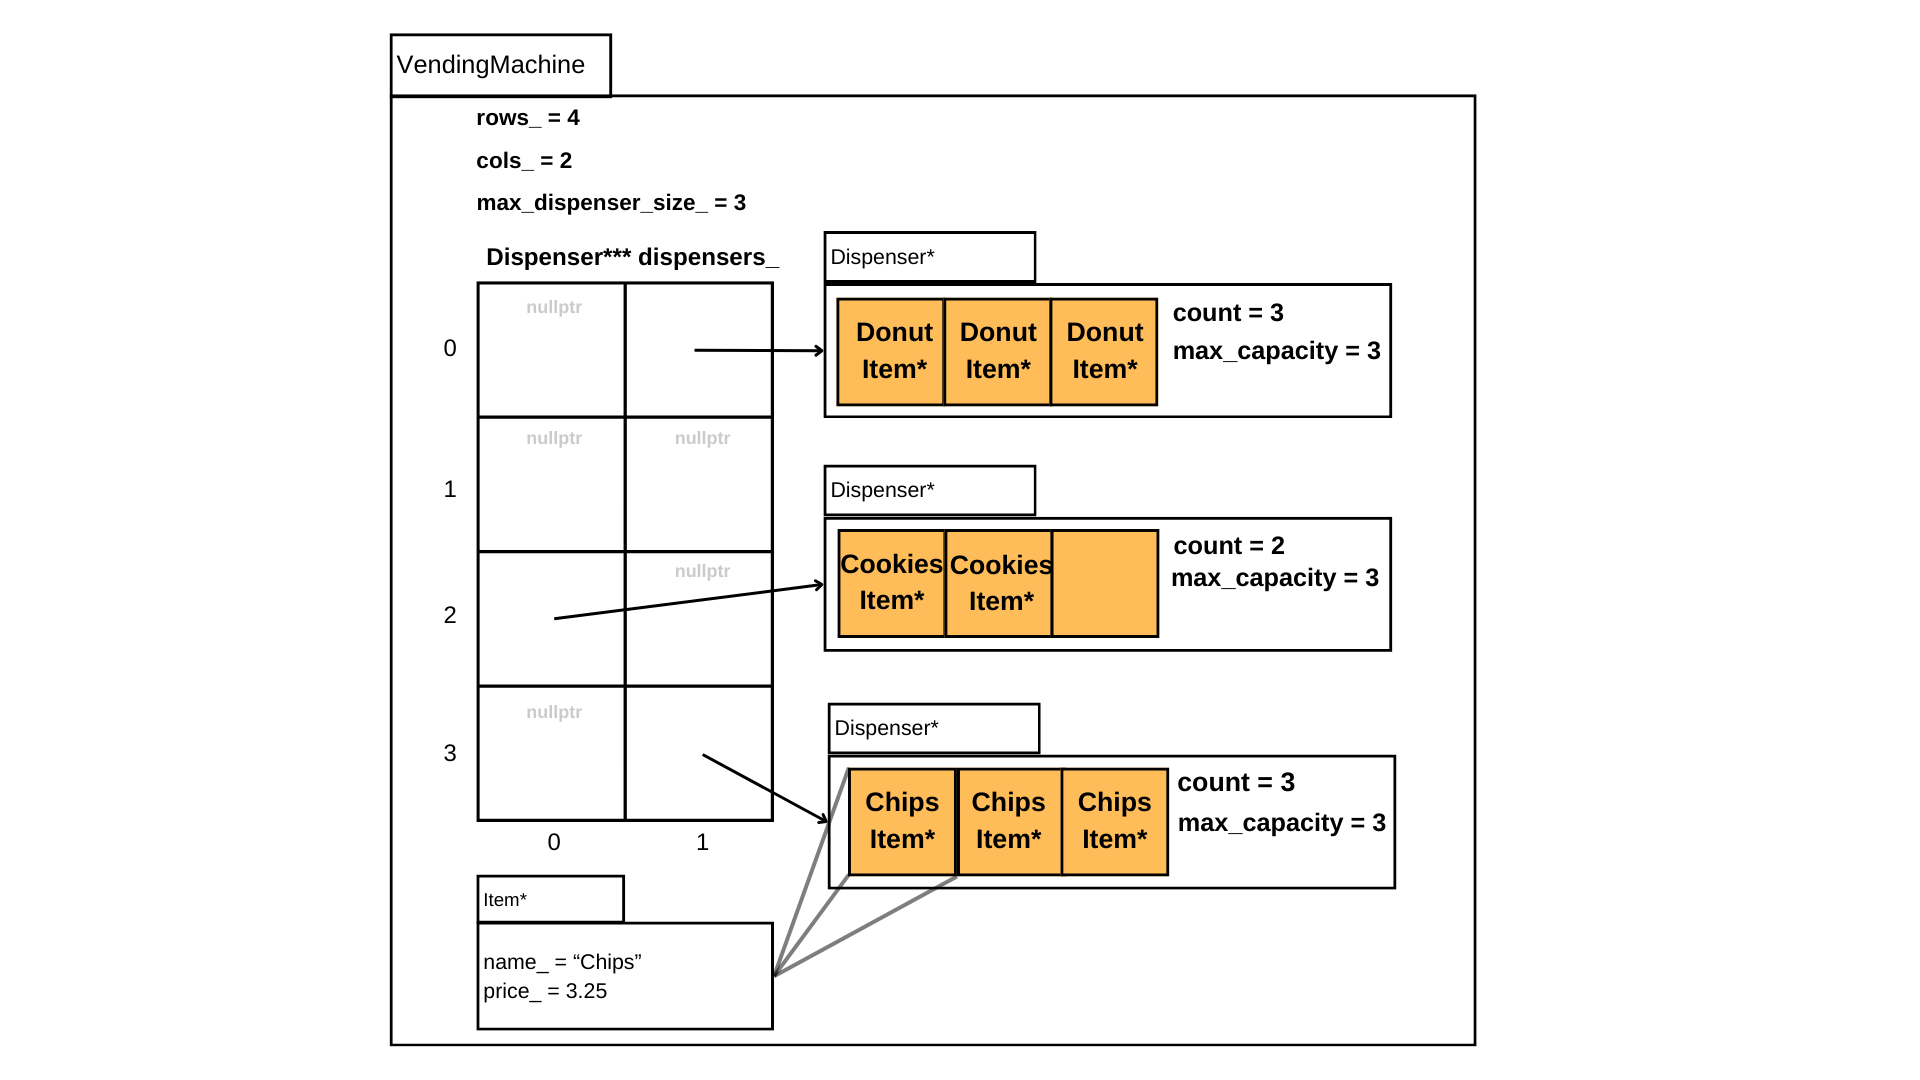 VendingMachine
rows_ = 4
cols_ = 2
max_dispenser_size_ = 3
Dispenser*** dispensers_
nullptr
0
nullptr nullptr
1
nullptr
2
nullptr
3
0 1
Dispenser*
Donut Donut Donut
Item* Item* Item*
count = 3
max_capacity = 3
Dispenser*
Cookies Cookies
Item* Item*
count = 2
max_capacity = 3
Dispenser*
Chips Chips Chips
Item* Item* Item*
count = 3
max_capacity = 3
Item*
name_ = “Chips”
price_ = 3.25